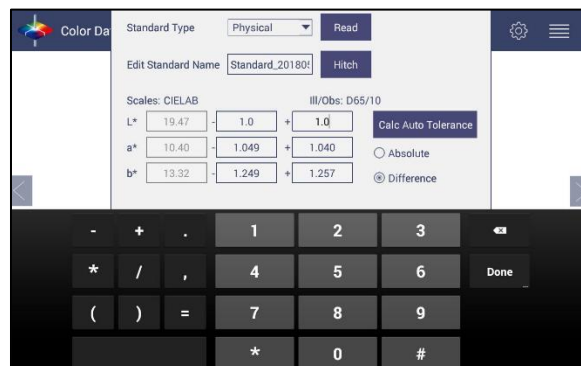 Color Da
Standard Type Physical Read
Edit Standard Name Standard_20180 Hitch
Scales: CIELAB Ill/Obs: D65/10
L* 19.47 - 1.0 + 1.0 Calc Auto Tolerance
a* 10.40 - 1.049 + 1.040 Absolute
b* 13.32 - 1.249 + 1.257 Difference
- + . 1 2 3
* / , 4 5 6 Done
( ) = 7 8 9
* 0 #